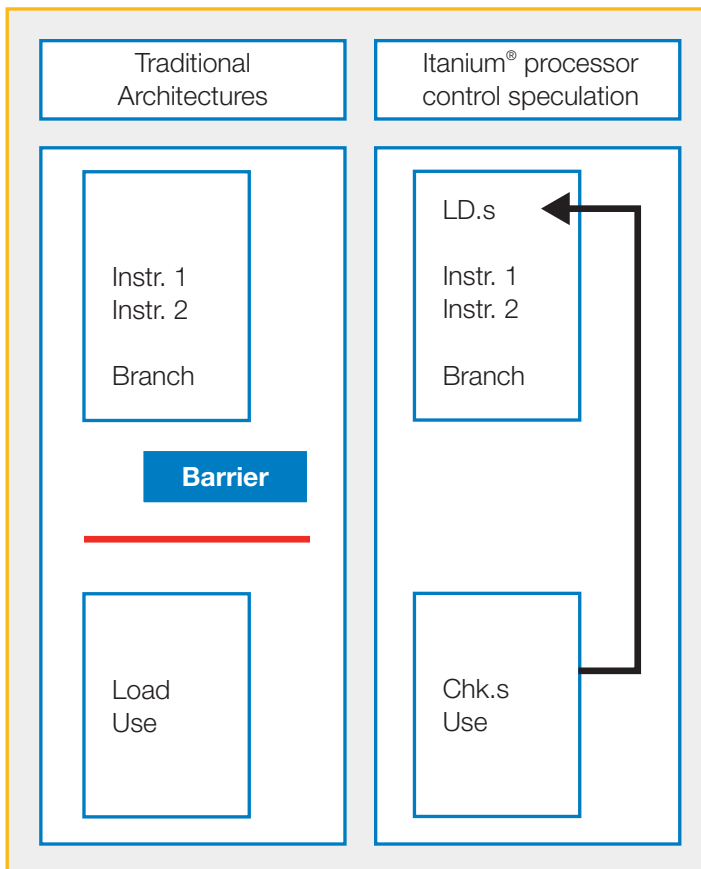 Traditional
Architectures
Itanium® processor
control speculation
Instr. 1
Instr. 2
Branch
Barrier
Load
Use
LD.s
Instr. 1
Instr. 2
Branch
Chk.s
Use